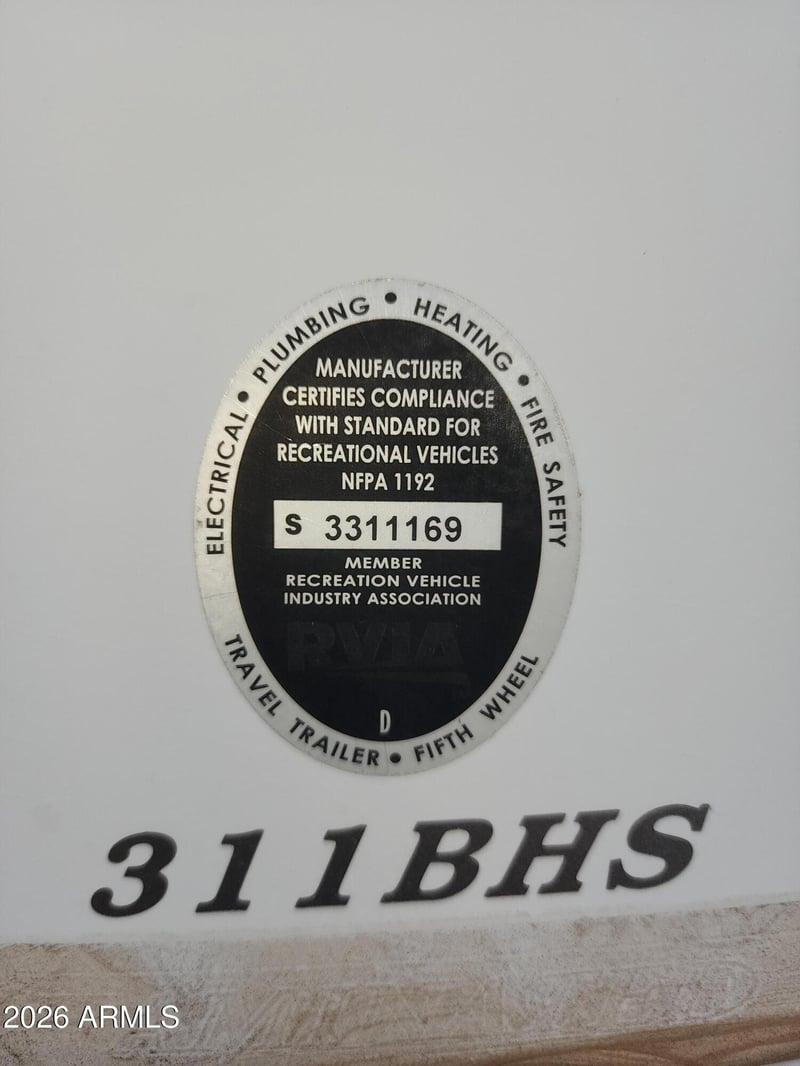 ELECTRICAL • PLUMBING • HEATING • FIRE SAFETY
MANUFACTURER
CERTIFIES COMPLIANCE
WITH STANDARD FOR
RECREATIONAL VEHICLES
NFPA 1192
S 3311169
MEMBER
RECREATION VEHICLE
INDUSTRY ASSOCIATION
RVIA
D
TRAVEL TRAILER • FIFTH WHEEL
311BHS
2026 ARMLS